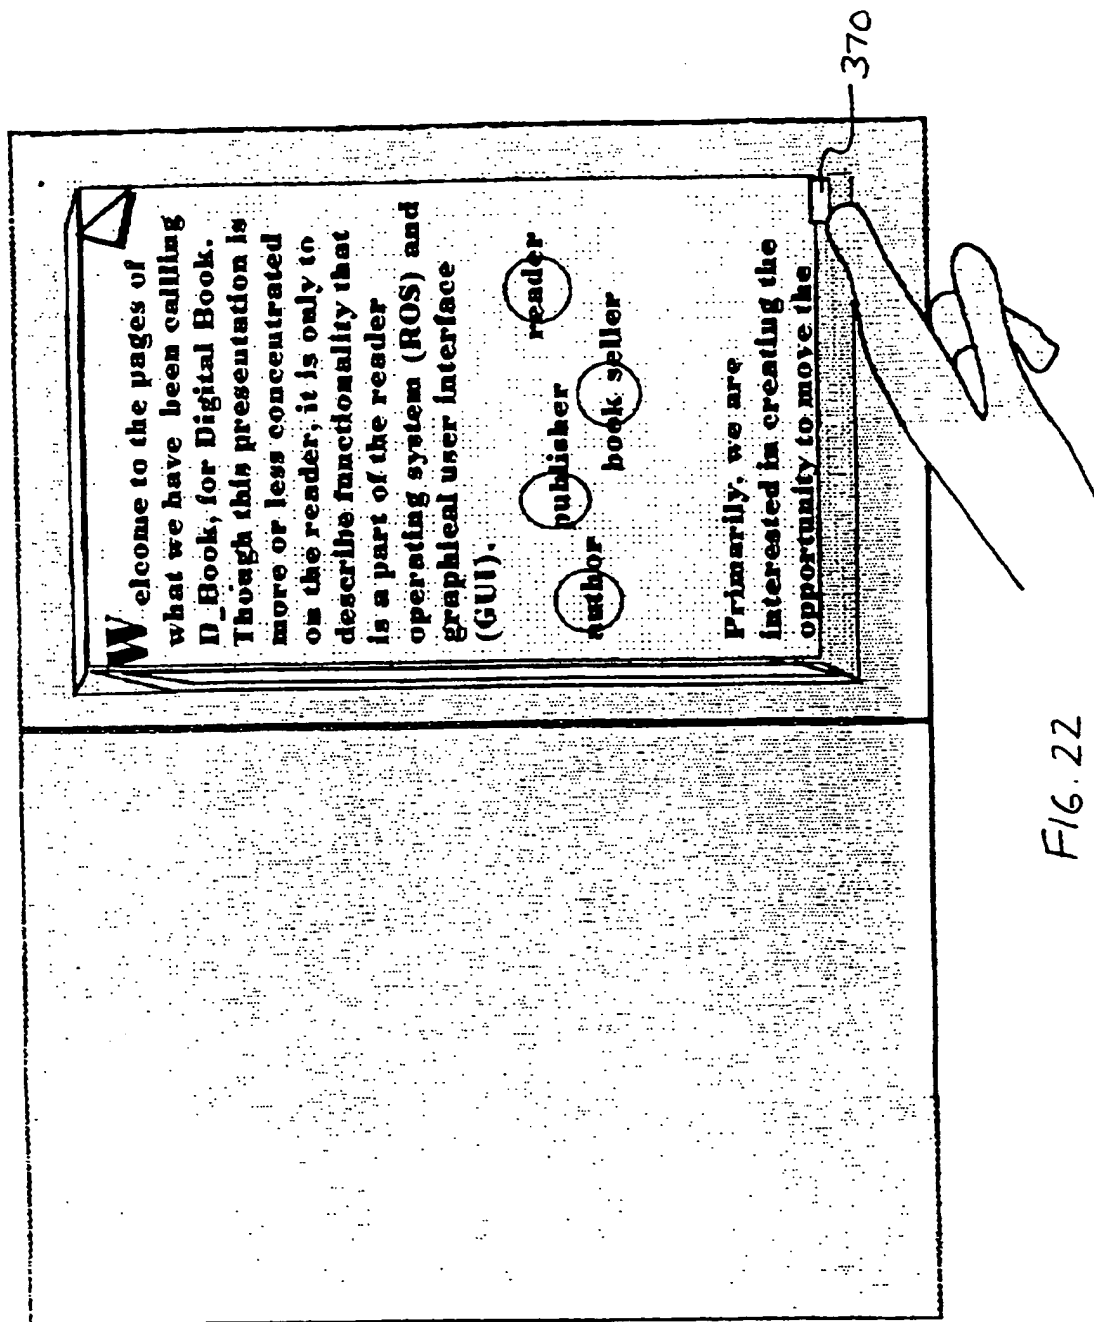 Welcome to the pages of
what we have been callling
D_Book, for Digital Book.
Though this presentation is
more or less concentrated
on the reader, it is only to
describe functionality that
is a part of the reader
operating system (ROS) and
graphical user interface
(GUI).
author
publisher
book seller
reader
Primarily, we are
interested in creating the
opportunity to move the
370
FIG. 22